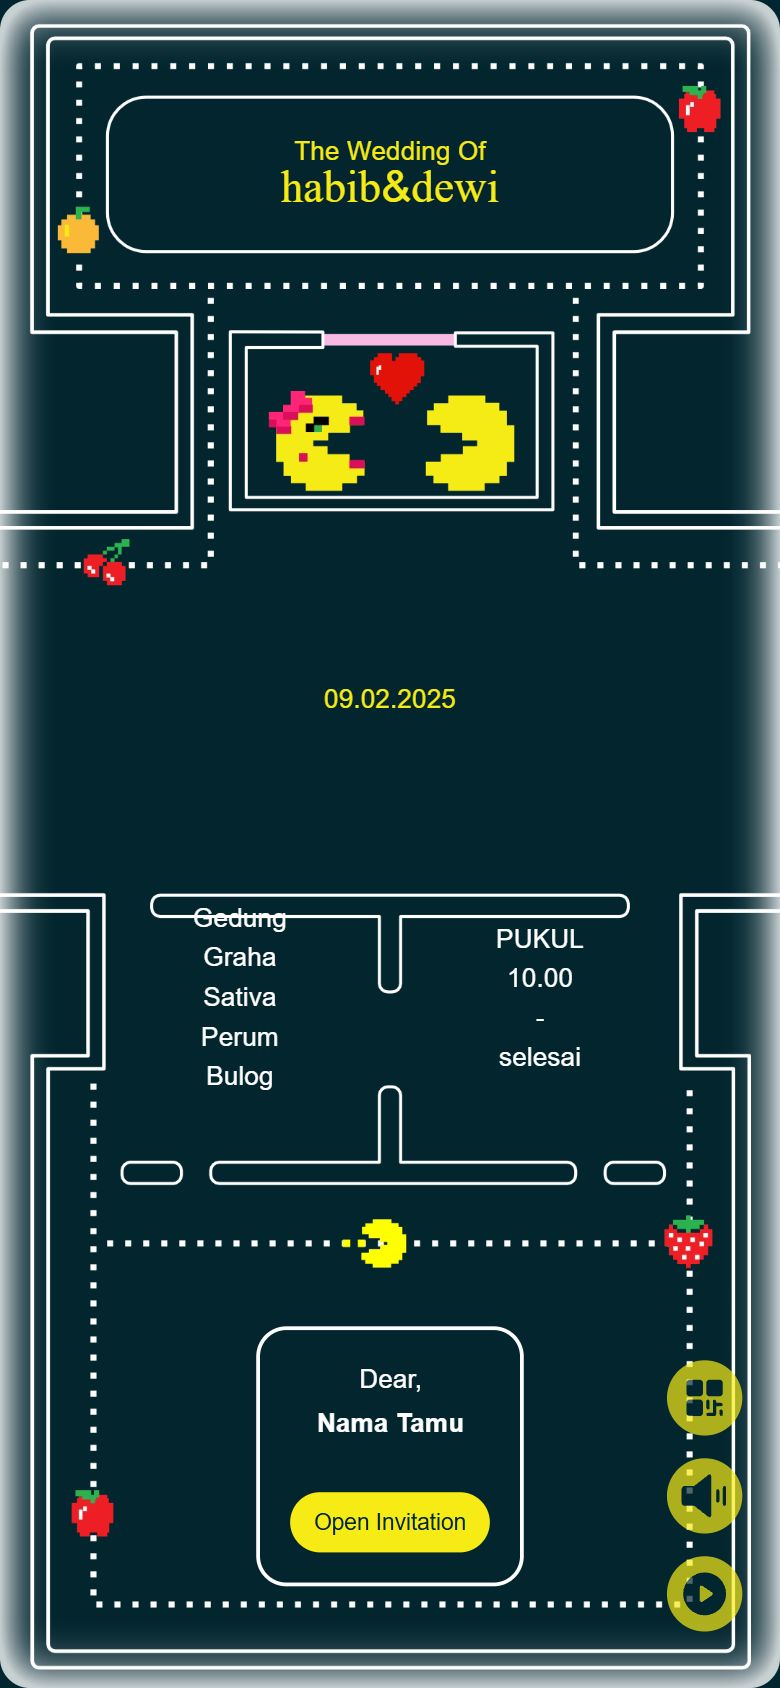 The Wedding Of
habib&dewi
09.02.2025
Gedung
Graha
Sativa
Perum
Bulog
PUKUL
10.00
-
selesai
Dear,
Nama Tamu
Open Invitation